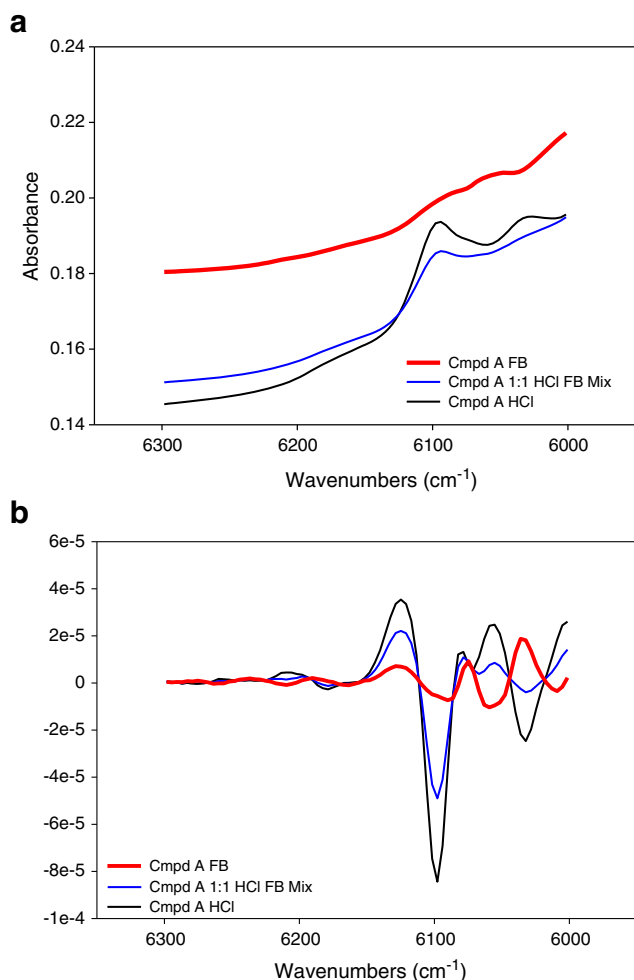 a
0.24
0.22
0.20
0.18
0.16
0.14
Absorbance
Cmpd A FB
Cmpd A 1:1 HCl FB Mix
Cmpd A HCl
6300 6200 6100 6000
Wavenumbers (cm-1)
b
6e-5
4e-5
2e-5
0
-2e-5
-4e-5
-6e-5
-8e-5
-1e-4
Cmpd A FB
Cmpd A 1:1 HCl FB Mix
Cmpd A HCl
6300 6200 6100 6000
Wavenumbers (cm-1)